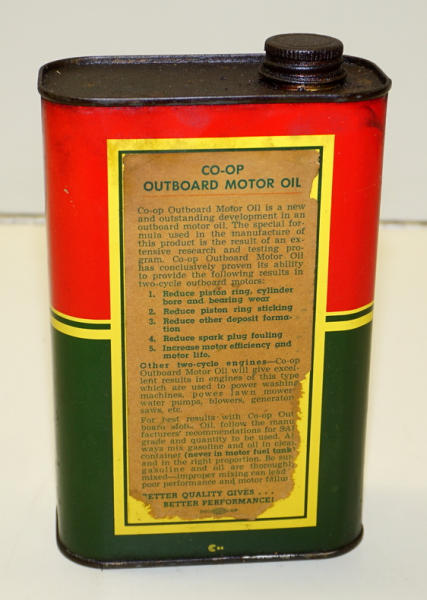 CO-OP
OUTBOARD MOTOR OIL
Co-op Outboard Motor Oil is a new
and outstanding development in an
outboard motor oil. The special for-
mula used in the manufacture of
this product is the result of an ex-
tensive research and testing pro-
gram. Co-op Outboard Motor Oil
has conclusively proven its ability
to provide the following results in
two-cycle outboard motors:
1. Reduce piston ring, cylinder
bore and bearing wear
2. Reduce piston ring sticking
3. Reduce other deposit forma-
tion
4. Reduce spark plug fouling
5. Increase motor efficiency and
motor life.
Other two-cycle engines—Co-op
Outboard Motor Oil will give excel-
lent results in engines of this type
which are used to power washing
machines, power lawn mower
water pumps, blowers, generator
saws, etc.
For best results with Co-op Out
board Moto Oil, follow the manu
facturers' recommendations for SAE
grade and quantity to be used. Al
ways mix gasoline and oil in clean
container (never in motor fuel tank
and in the right proportion. Be sure
gasoline and oil are thoroughly
mixed—improper mixing can lead
poor performance and motor failu
ETTER QUALITY GIVES . . .
BETTER PERFORMANCE!